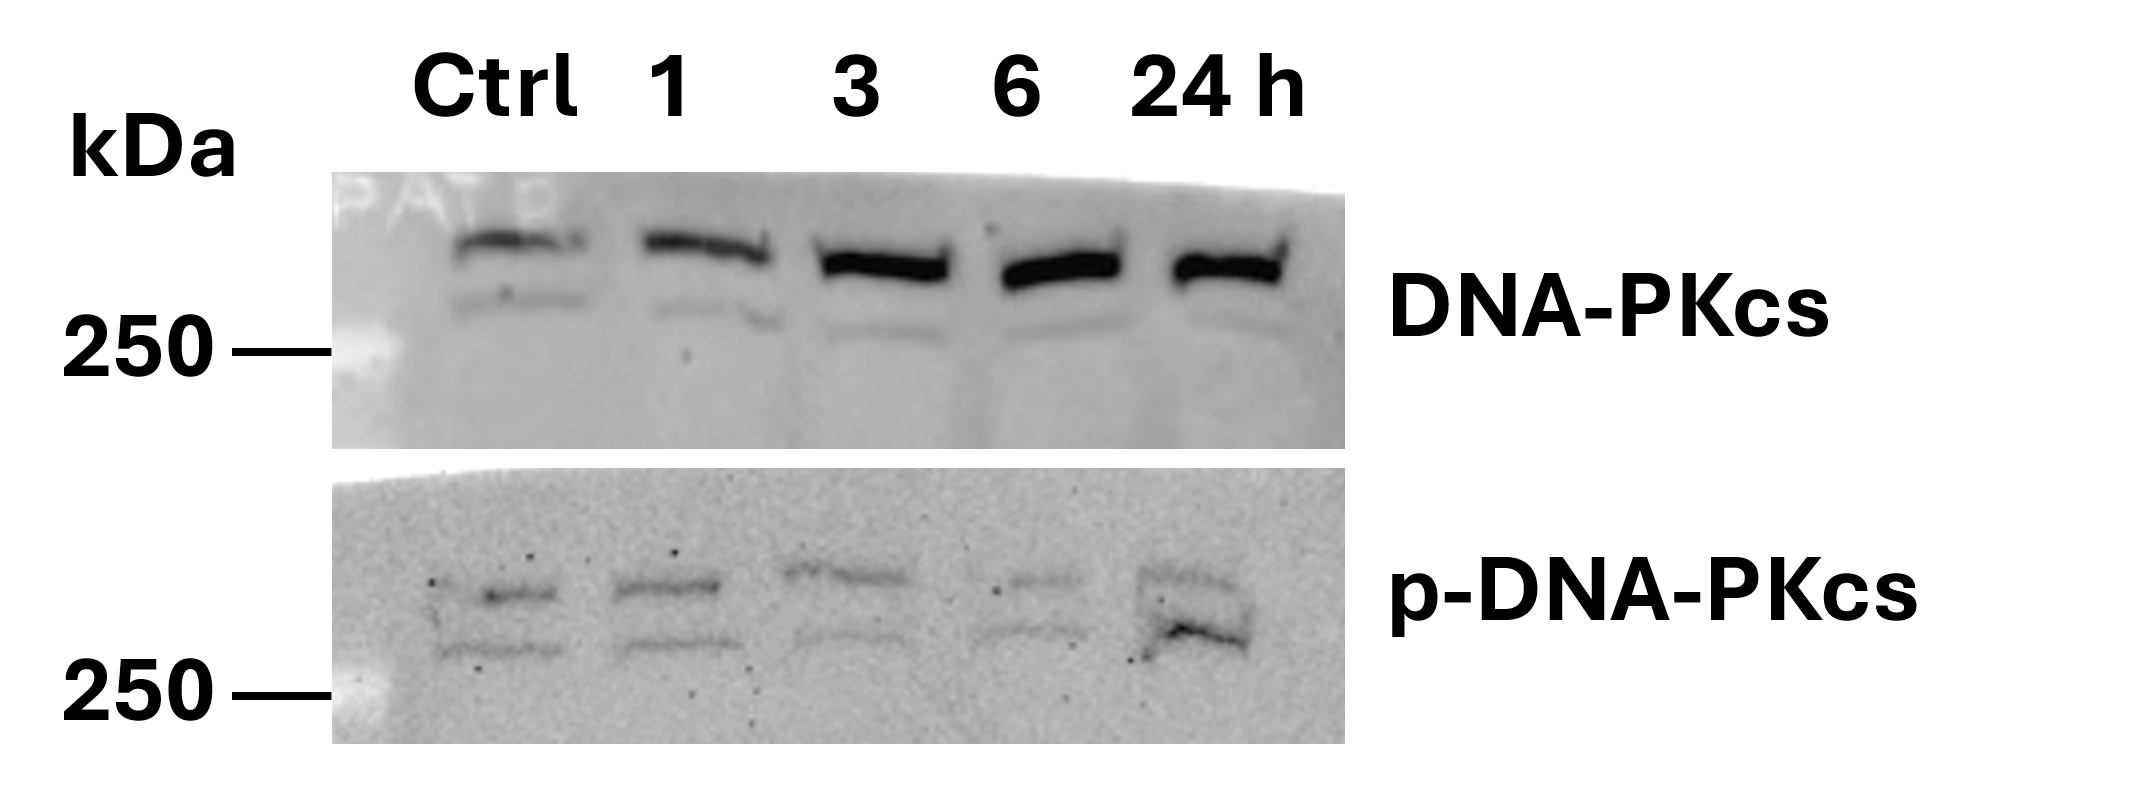 Ctrl 1 3 6 24 h
kDa
DNA-PKcs
250
p-DNA-PKcs
250